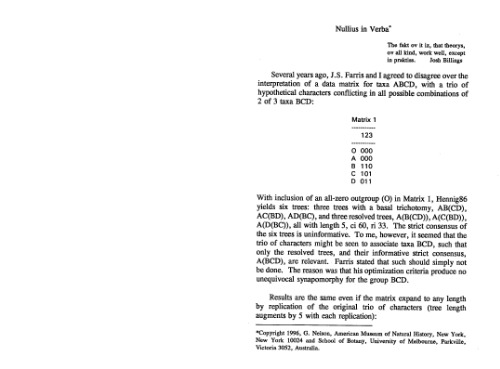 Nullius in Verba*
The fakt ov it is, that theorys,
ov all kind, work well, except
in praktiss. Josh Billings
Several years ago, J.S. Farris and I agreed to disagree over the
interpretation of a data matrix for taxa ABCD, with a trio of
hypothetical characters conflicting in all possible combinations of
2 of 3 taxa BCD:
Matrix 1
----------
123
----------
O 000
A 000
B 110
C 101
D 011
With inclusion of an all-zero outgroup (O) in Matrix 1, Hennig86
yields six trees: three trees with a basal trichotomy, AB(CD),
AC(BD), AD(BC), and three resolved trees, A(B(CD)), A(C(BD)),
A(D(BC)), all with length 5, ci 60, ri 33. The strict consensus of
the six trees is uninformative. To me, however, it seemed that the
trio of characters might be seen to associate taxa BCD, such that
only the resolved trees, and their informative strict consensus,
A(BCD), are relevant. Farris stated that such should simply not
be done. The reason was that his optimization criteria produce no
unequivocal synapomorphy for the group BCD.
Results are the same even if the matrix expand to any length
by replication of the original trio of characters (tree length
augments by 5 with each replication):
*Copyright 1996, G. Nelson, American Museum of Natural History, New York,
New York 10024 and School of Botany, University of Melbourne, Parkville,
Victoria 3052, Australia.